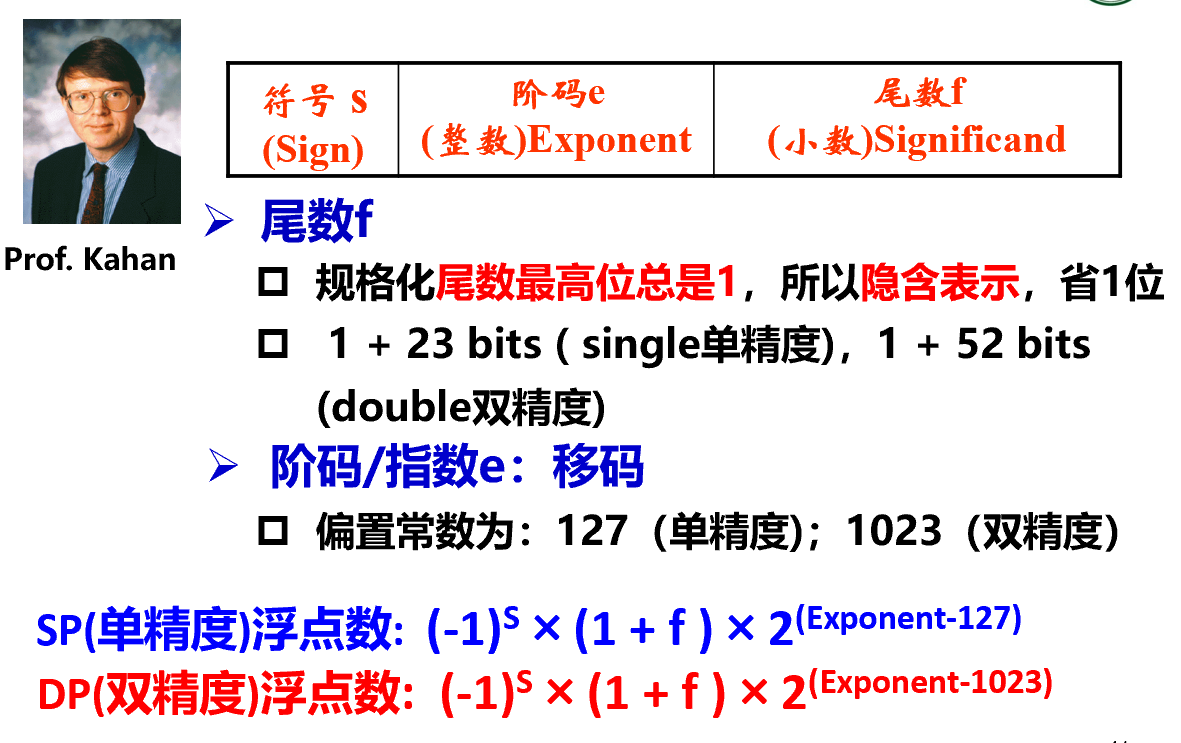 符号 s
(Sign)
阶码e
(整数)Exponent
尾数f
(小数)Significand
Prof. Kahan
➢ 尾数f
□ 规格化尾数最高位总是1，所以隐含表示，省1位
□ 1 + 23 bits ( single单精度)，1 + 52 bits
(double双精度)
➢ 阶码/指数e：移码
□ 偏置常数为：127（单精度)；1023（双精度）
SP(单精度)浮点数: (-1)ˢ × (1 + f ) × 2⁽ᴱˣᵖᵒⁿᵉⁿᵗ⁻¹²⁷⁾
DP(双精度)浮点数: (-1)ˢ × (1 + f ) × 2⁽ᴱˣᵖᵒⁿᵉⁿᵗ⁻¹⁰²³⁾